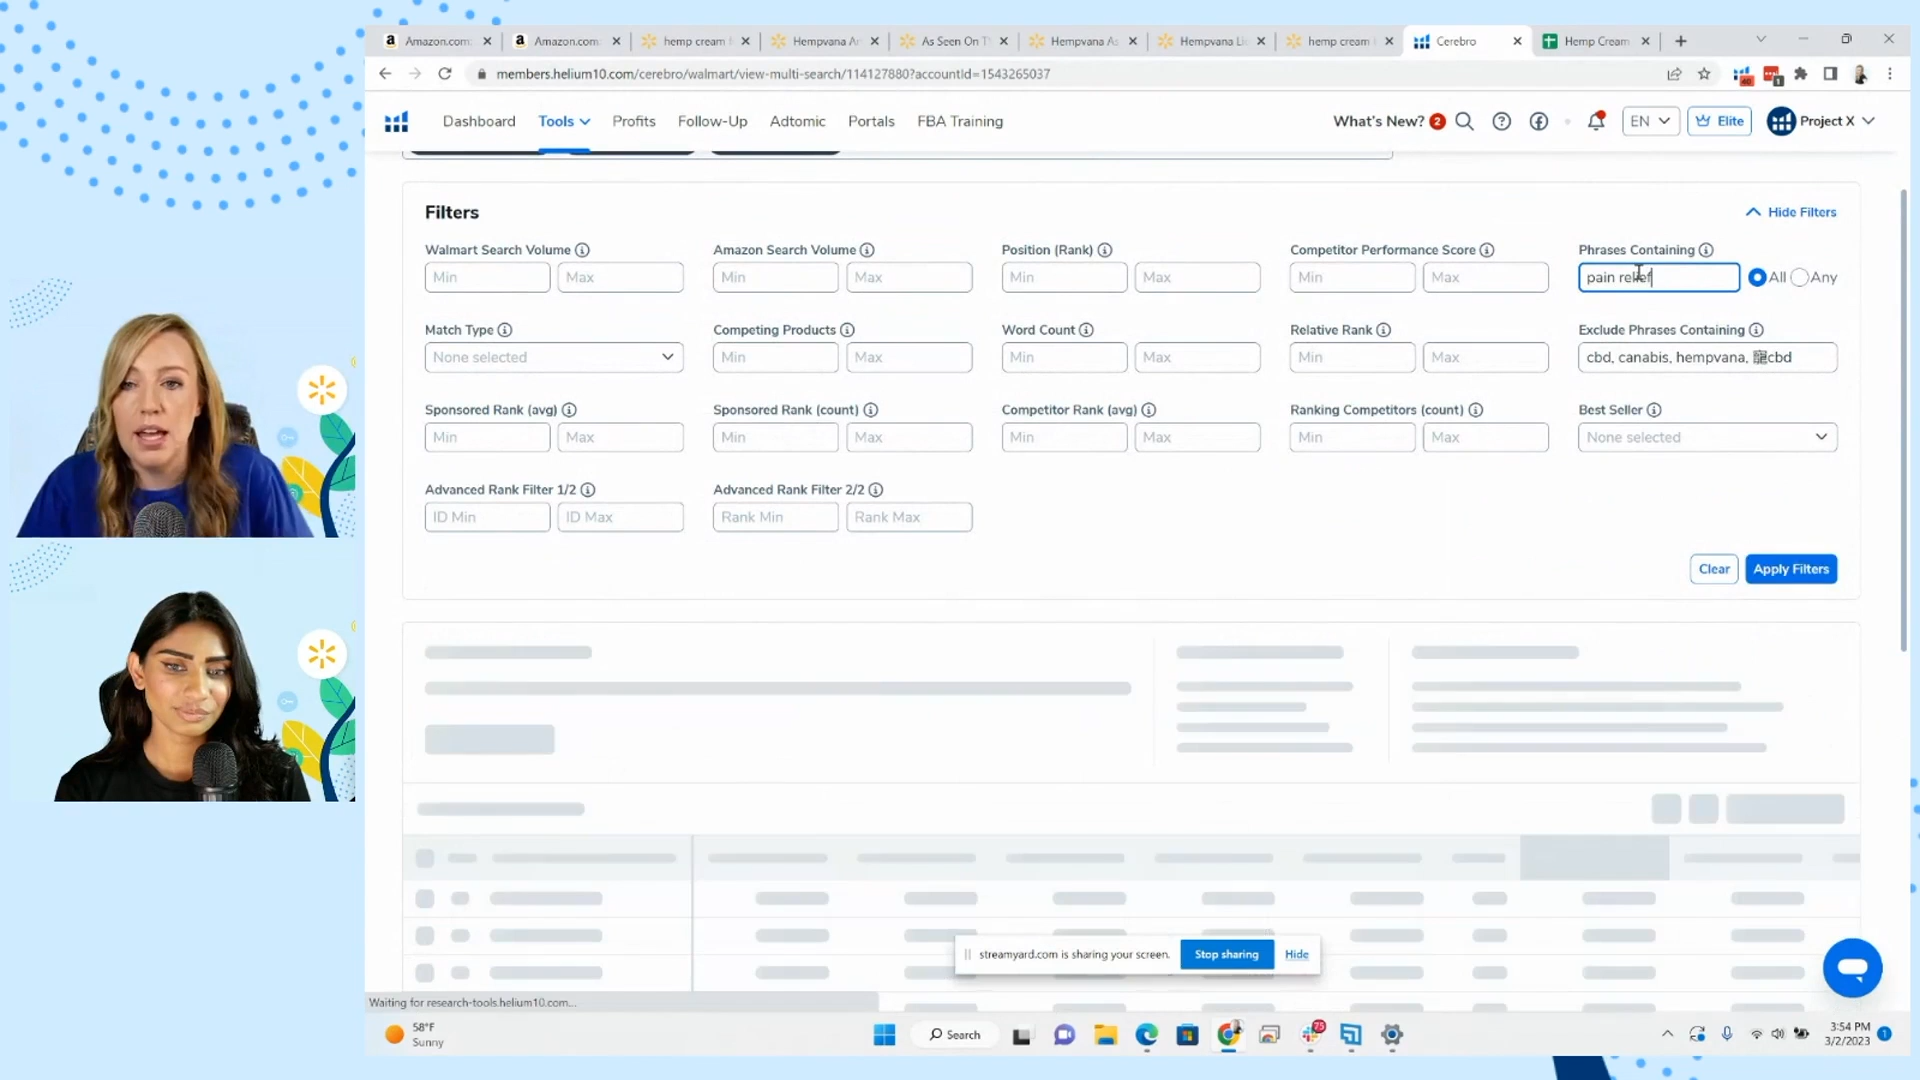 Amazon.com:
Amazon.com:
hemp cream f
Hempvana Ar
As Seen On T
Hempvana As
Hempvana Li
hemp cream
Cerebro
Hemp Cream
members.helium10.com/cerebro/walmart/view-multi-search/114127880?accountId=1543265037
40
1
Dashboard
Tools
Profits
Follow-Up
Adtomic
Portals
FBA Training
What's New? 2
EN
Elite
Project X
Filters
Hide Filters
Walmart Search Volume
Amazon Search Volume
Position (Rank)
Competitor Performance Score
Phrases Containing
Min Max
Min Max
Min Max
Min Max
pain relief
All
Any
Match Type
Competing Products
Word Count
Relative Rank
Exclude Phrases Containing
None selected
Min Max
Min Max
Min Max
cbd, canabis, hempvana,
cbd
Sponsored Rank (avg)
Sponsored Rank (count)
Competitor Rank (avg)
Ranking Competitors (count)
Best Seller
Min Max
Min Max
Min Max
Min Max
None selected
Advanced Rank Filter 1/2
Advanced Rank Filter 2/2
ID Min ID Max
Rank Min Rank Max
Clear
Apply Filters
streamyard.com is sharing your screen.
Stop sharing
Hide
Waiting for research-tools.helium10.com...
58°F
Sunny
Search
75
3:54 PM
3/2/2023
1